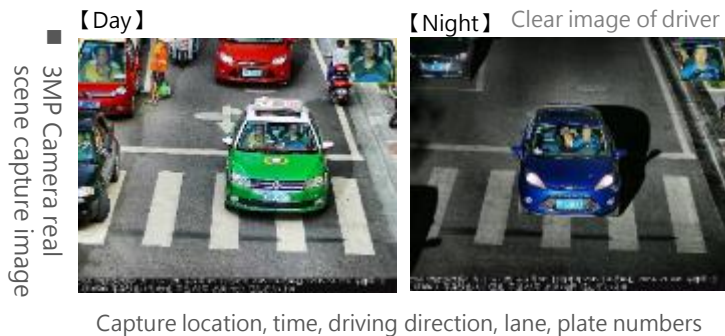 【Day】
【Night】 Clear image of driver
■ 3MP Camera real
scene capture image
Capture location, time, driving direction, lane, plate numbers